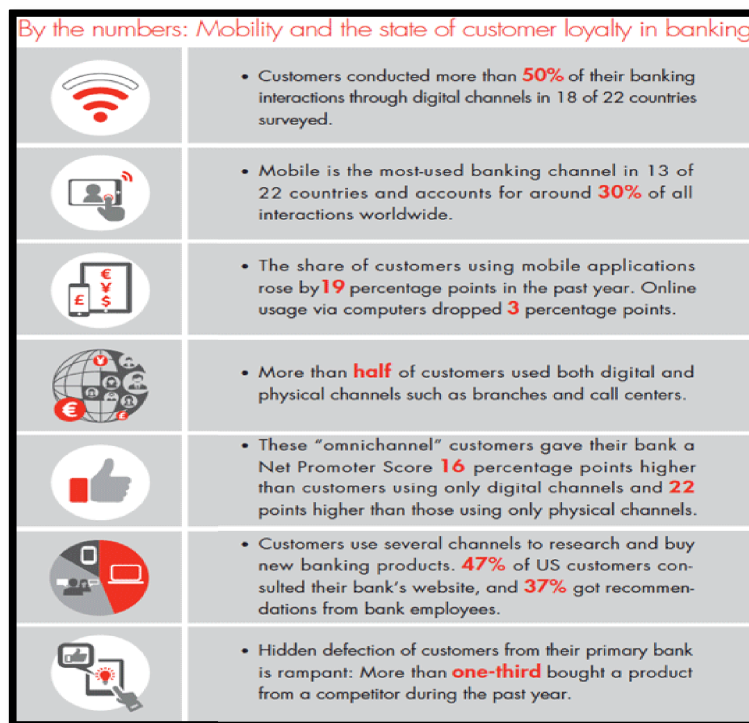 By the numbers: Mobility and the state of customer loyalty in banking
• Customers conducted more than 50% of their banking
interactions through digital channels in 18 of 22 countries
surveyed.
• Mobile is the most-used banking channel in 13 of
22 countries and accounts for around 30% of all
interactions worldwide.
£
€
¥
$
• The share of customers using mobile applications
rose by19 percentage points in the past year. Online
usage via computers dropped 3 percentage points.
¥
€
£
• More than half of customers used both digital and
physical channels such as branches and call centers.
• These “omnichannel” customers gave their bank a
Net Promoter Score 16 percentage points higher
than customers using only digital channels and 22
points higher than those using only physical channels.
• Customers use several channels to research and buy
new banking products. 47% of US customers con-
sulted their bank’s website, and 37% got recommen-
dations from bank employees.
• Hidden defection of customers from their primary bank
is rampant: More than one-third bought a product
from a competitor during the past year.